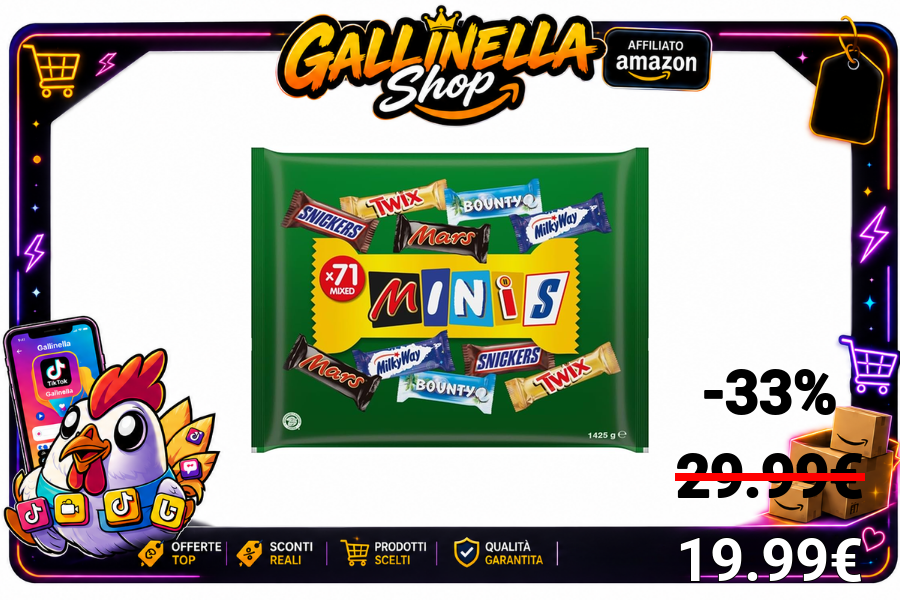 GALLINELLA
Shop
AFFILIATO
amazon
TWIX
BOUNTY
SNICKERS
Mars
MilkyWay
x71
MIXED
MINIS
Mars
MilkyWay
SNICKERS
BOUNTY
TWIX
1425 g ℮
Gallinella
TikTok
Gallinella
-33%
29.99€
19.99€
OFFERTE
TOP
SCONTI
REALI
PRODOTTI
SCELTI
QUALITÀ
GARANTITA